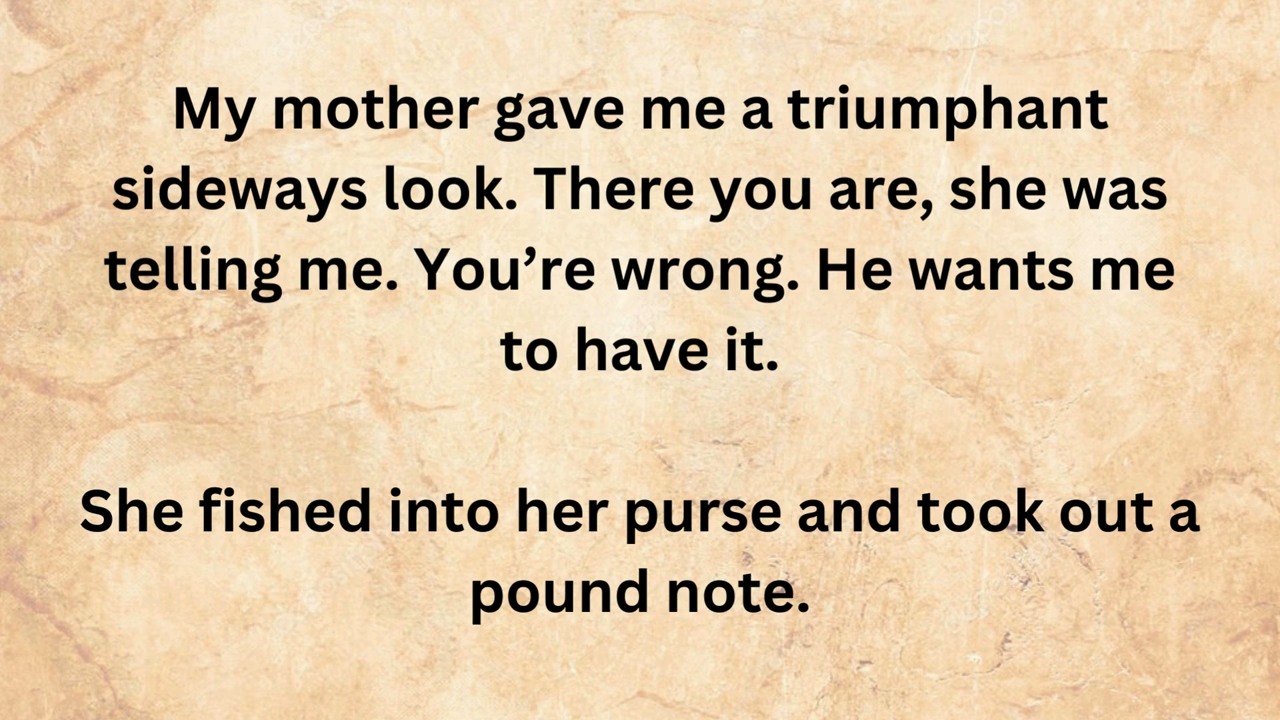 My mother gave me a triumphant
sideways look. There you are, she was
telling me. You’re wrong. He wants me
to have it.
She fished into her purse and took out a
pound note.